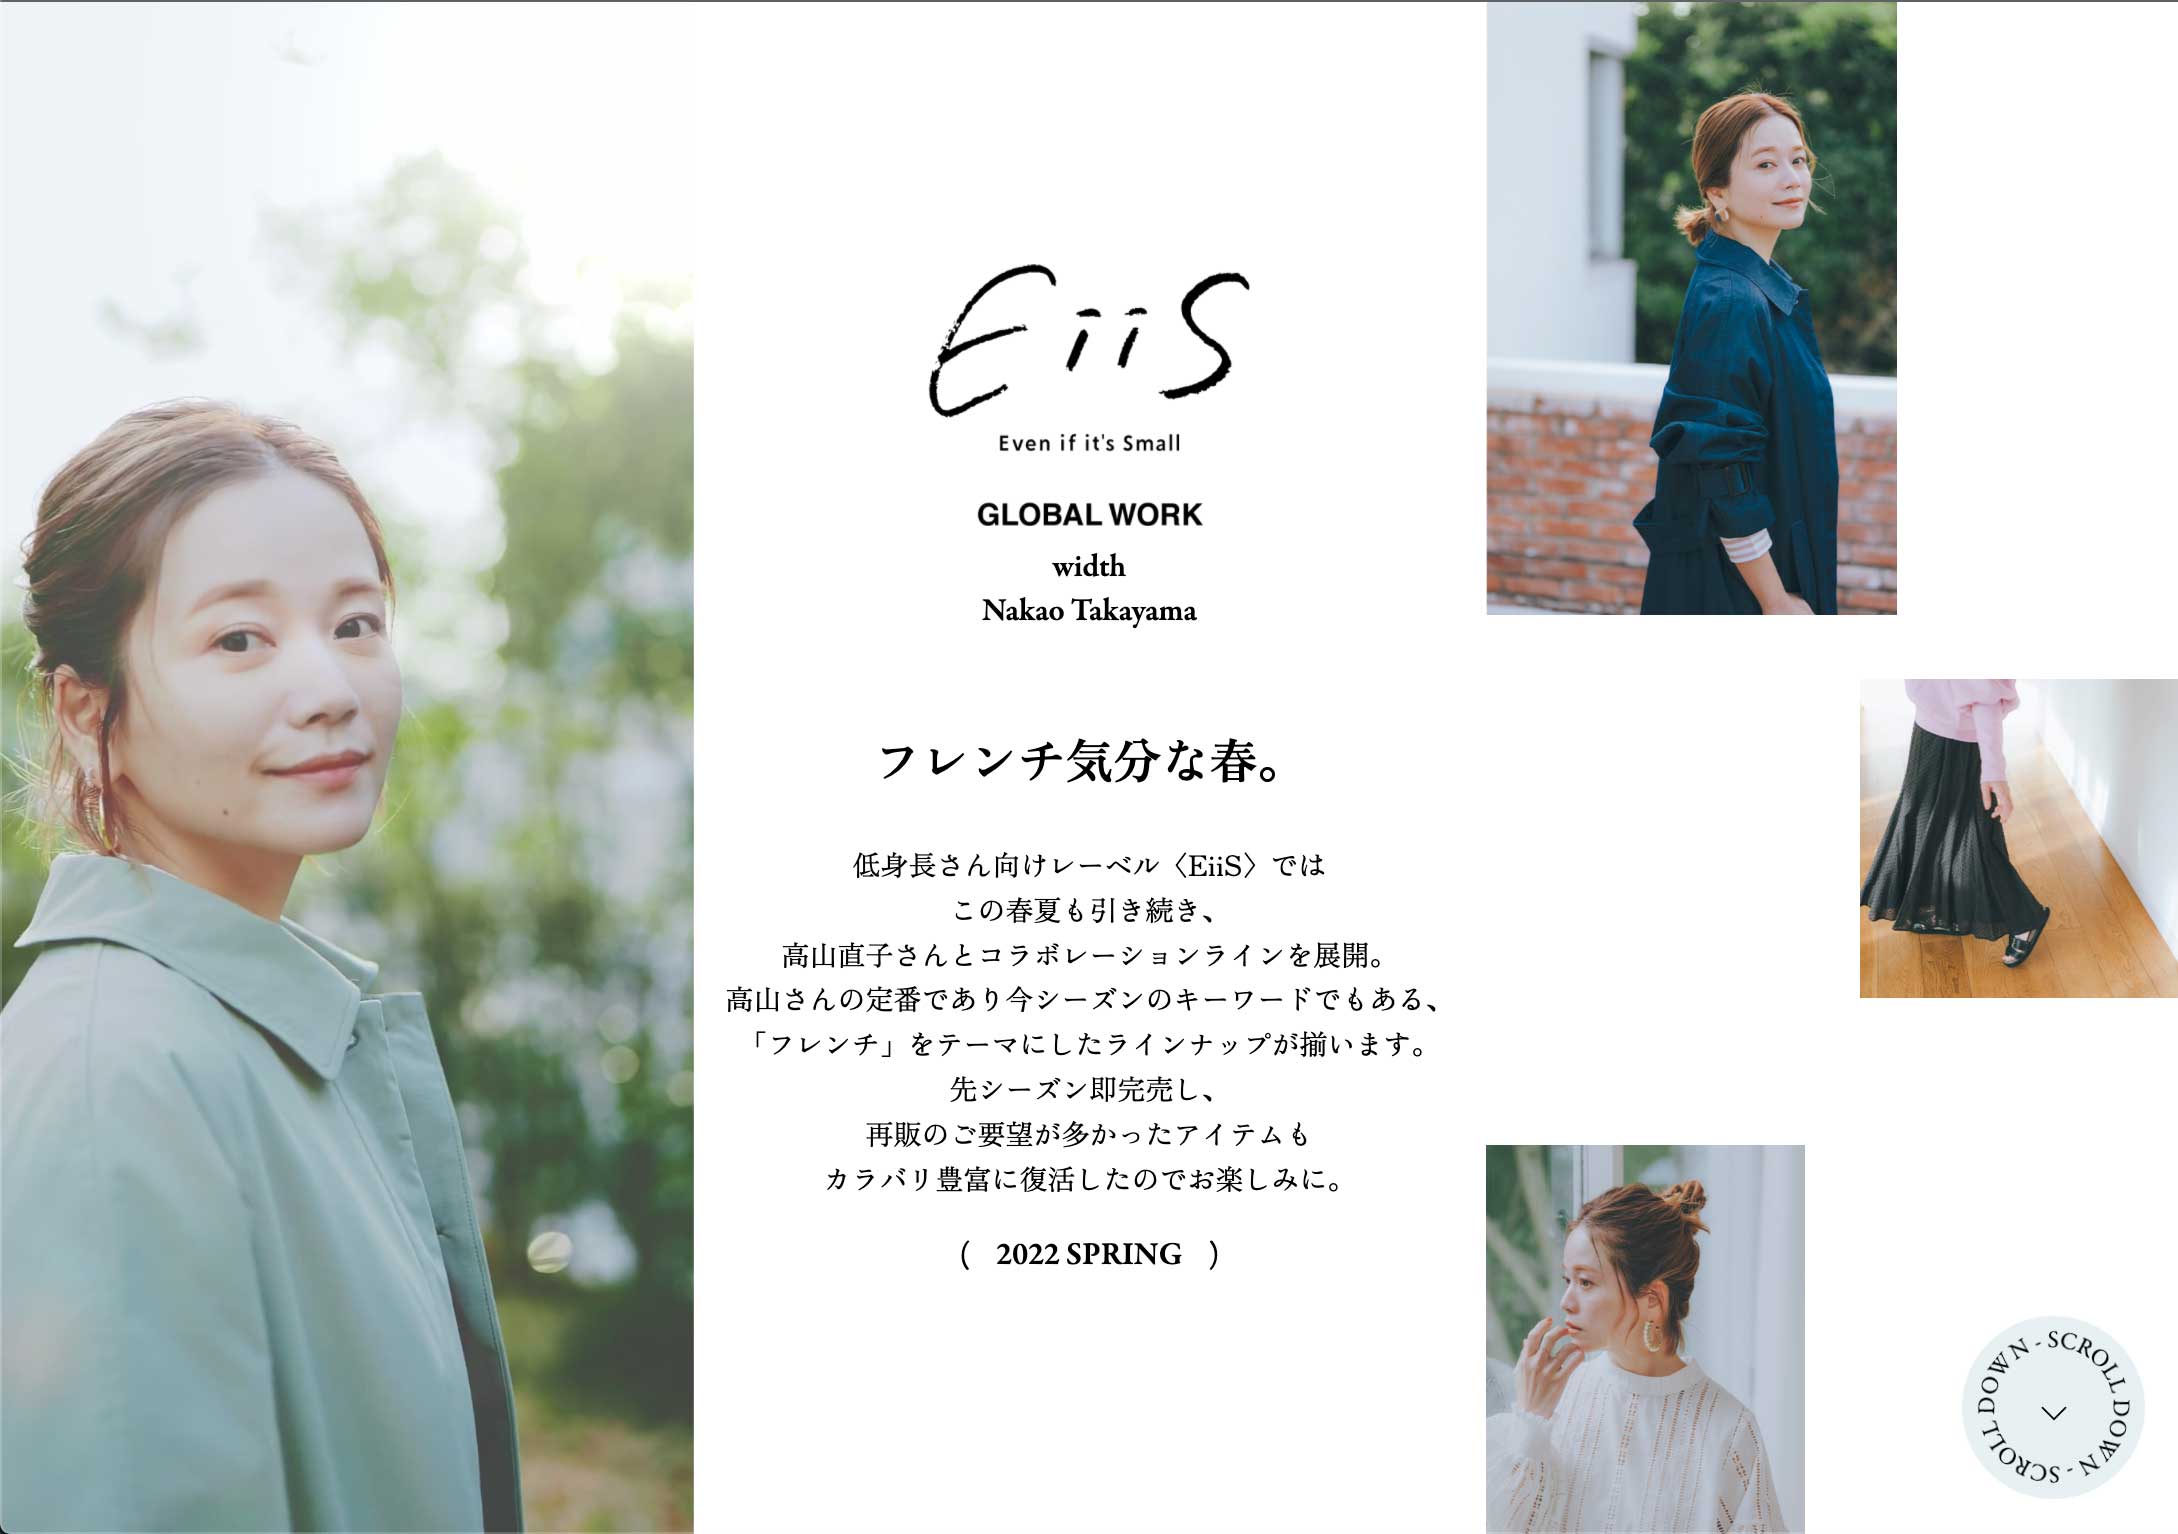 EiiS
Even if it's Small
GLOBAL WORK
width
Nakao Takayama
フレンチ気分な春。
低身長さん向けレーベル〈EiiS〉では
この春夏も引き続き、
高山直子さんとコラボレーションラインを展開。
高山さんの定番であり今シーズンのキーワードでもある、
「フレンチ」をテーマにしたラインナップが揃います。
先シーズン即完売し、
再販のご要望が多かったアイテムも
カラバリ豊富に復活したのでお楽しみに。
( 2022 SPRING )
SCROLL DOWN - SCROLL DOWN -